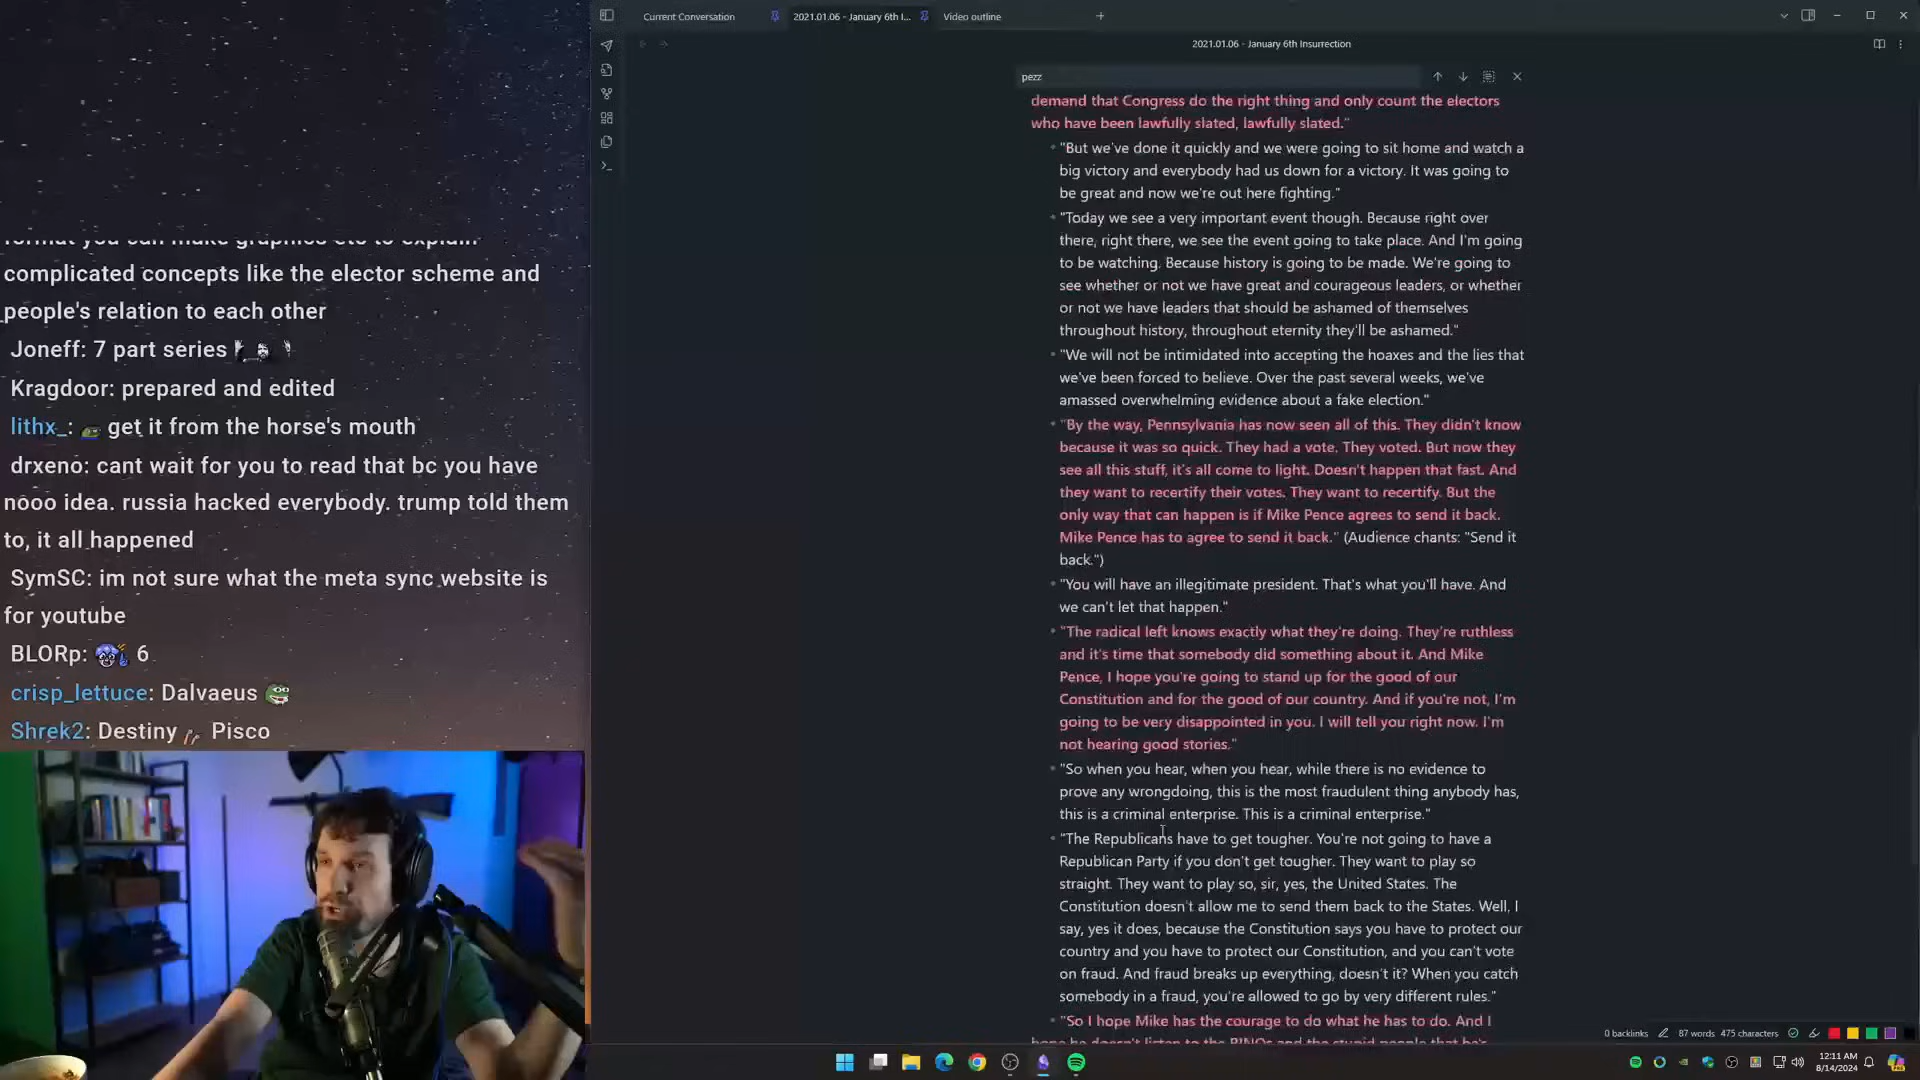 Current Conversation
2021.01.06 - January 6th I...
Video outline
2021.01.06 - January 6th Insurrection
pezz
demand that Congress do the right thing and only count the electors
who have been lawfully slated, lawfully slated."
"But we've done it quickly and we were going to sit home and watch a
big victory and everybody had us down for a victory. It was going to
be great and now we're out here fighting."
"Today we see a very important event though. Because right over
there, right there, we see the event going to take place. And I'm going
to be watching. Because history is going to be made. We're going to
see whether or not we have great and courageous leaders, or whether
or not we have leaders that should be ashamed of themselves
throughout history, throughout eternity they'll be ashamed."
"We will not be intimidated into accepting the hoaxes and the lies that
we've been forced to believe. Over the past several weeks, we've
amassed overwhelming evidence about a fake election."
"By the way, Pennsylvania has now seen all of this. They didn't know
because it was so quick. They had a vote. They voted. But now they
see all this stuff, it's all come to light. Doesn't happen that fast. And
they want to recertify their votes. They want to recertify. But the
only way that can happen is if Mike Pence agrees to send it back.
Mike Pence has to agree to send it back." (Audience chants: "Send it
back.")
"You will have an illegitimate president. That's what you'll have. And
we can't let that happen."
"The radical left knows exactly what they're doing. They're ruthless
and it's time that somebody did something about it. And Mike
Pence, I hope you're going to stand up for the good of our
Constitution and for the good of our country. And if you're not, I'm
going to be very disappointed in you. I will tell you right now. I'm
not hearing good stories."
"So when you hear, when you hear, while there is no evidence to
prove any wrongdoing, this is the most fraudulent thing anybody has,
this is a criminal enterprise. This is a criminal enterprise."
"The Republicans have to get tougher. You're not going to have a
Republican Party if you don't get tougher. They want to play so
straight. They want to play so, sir, yes, the United States. The
Constitution doesn't allow me to send them back to the States. Well, I
say, yes it does, because the Constitution says you have to protect our
country and you have to protect our Constitution, and you can't vote
on fraud. And fraud breaks up everything, doesn't it? When you catch
somebody in a fraud, you're allowed to go by very different rules."
"So I hope Mike has the courage to do what he has to do. And I
hope he doesn't listen to the RINOs and the stupid people that he's
0 backlinks
87 words 475 characters
12:11 AM
8/14/2024
format you can make graphics etc to explain
complicated concepts like the elector scheme and
people's relation to each other
Joneff: 7 part series
Kragdoor: prepared and edited
lithx_: get it from the horse's mouth
drxeno: cant wait for you to read that bc you have
nooo idea. russia hacked everybody. trump told them
to, it all happened
SymSC: im not sure what the meta sync website is
for youtube
BLORp: 6
crisp_lettuce: Dalvaeus
Shrek2: Destiny Pisco